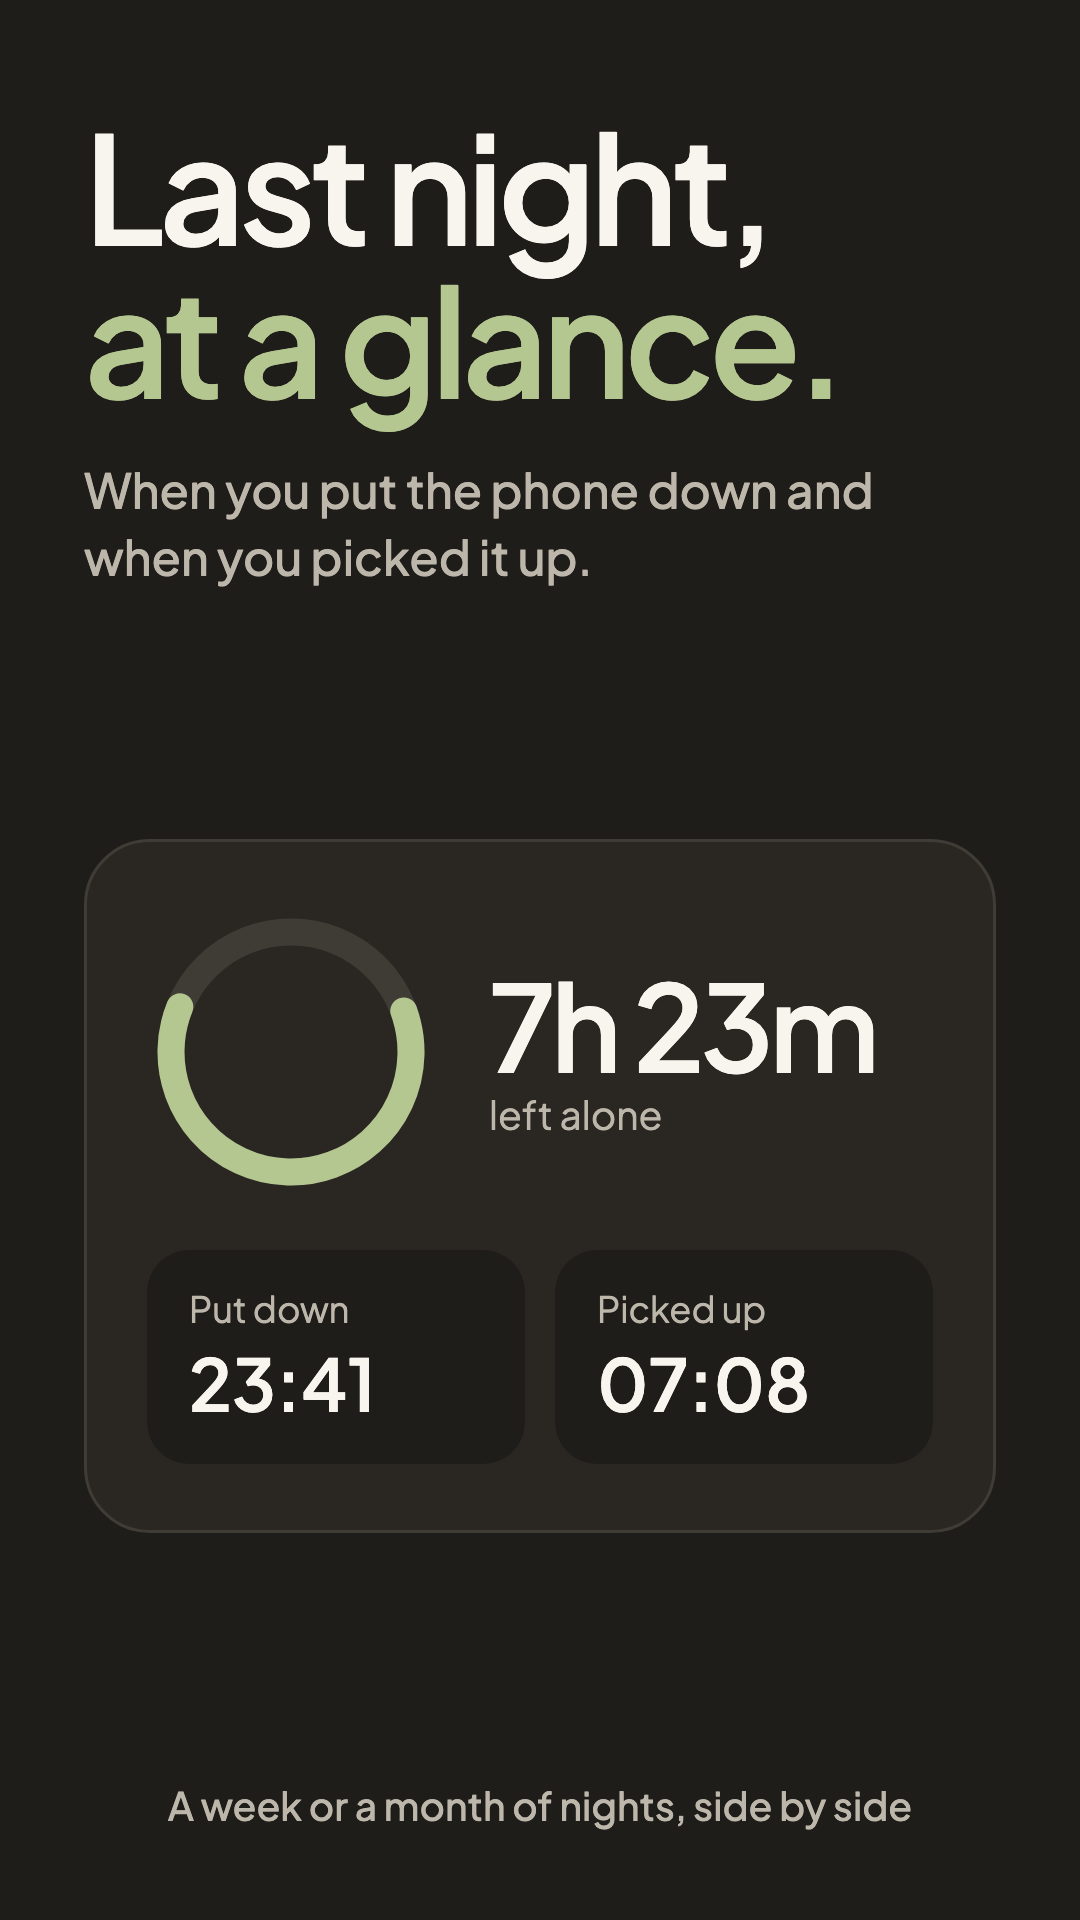 Last night,
at a glance.
When you put the phone down and
when you picked it up.
7h 23m
left alone
Put down
23:41
Picked up
07:08
A week or a month of nights, side by side